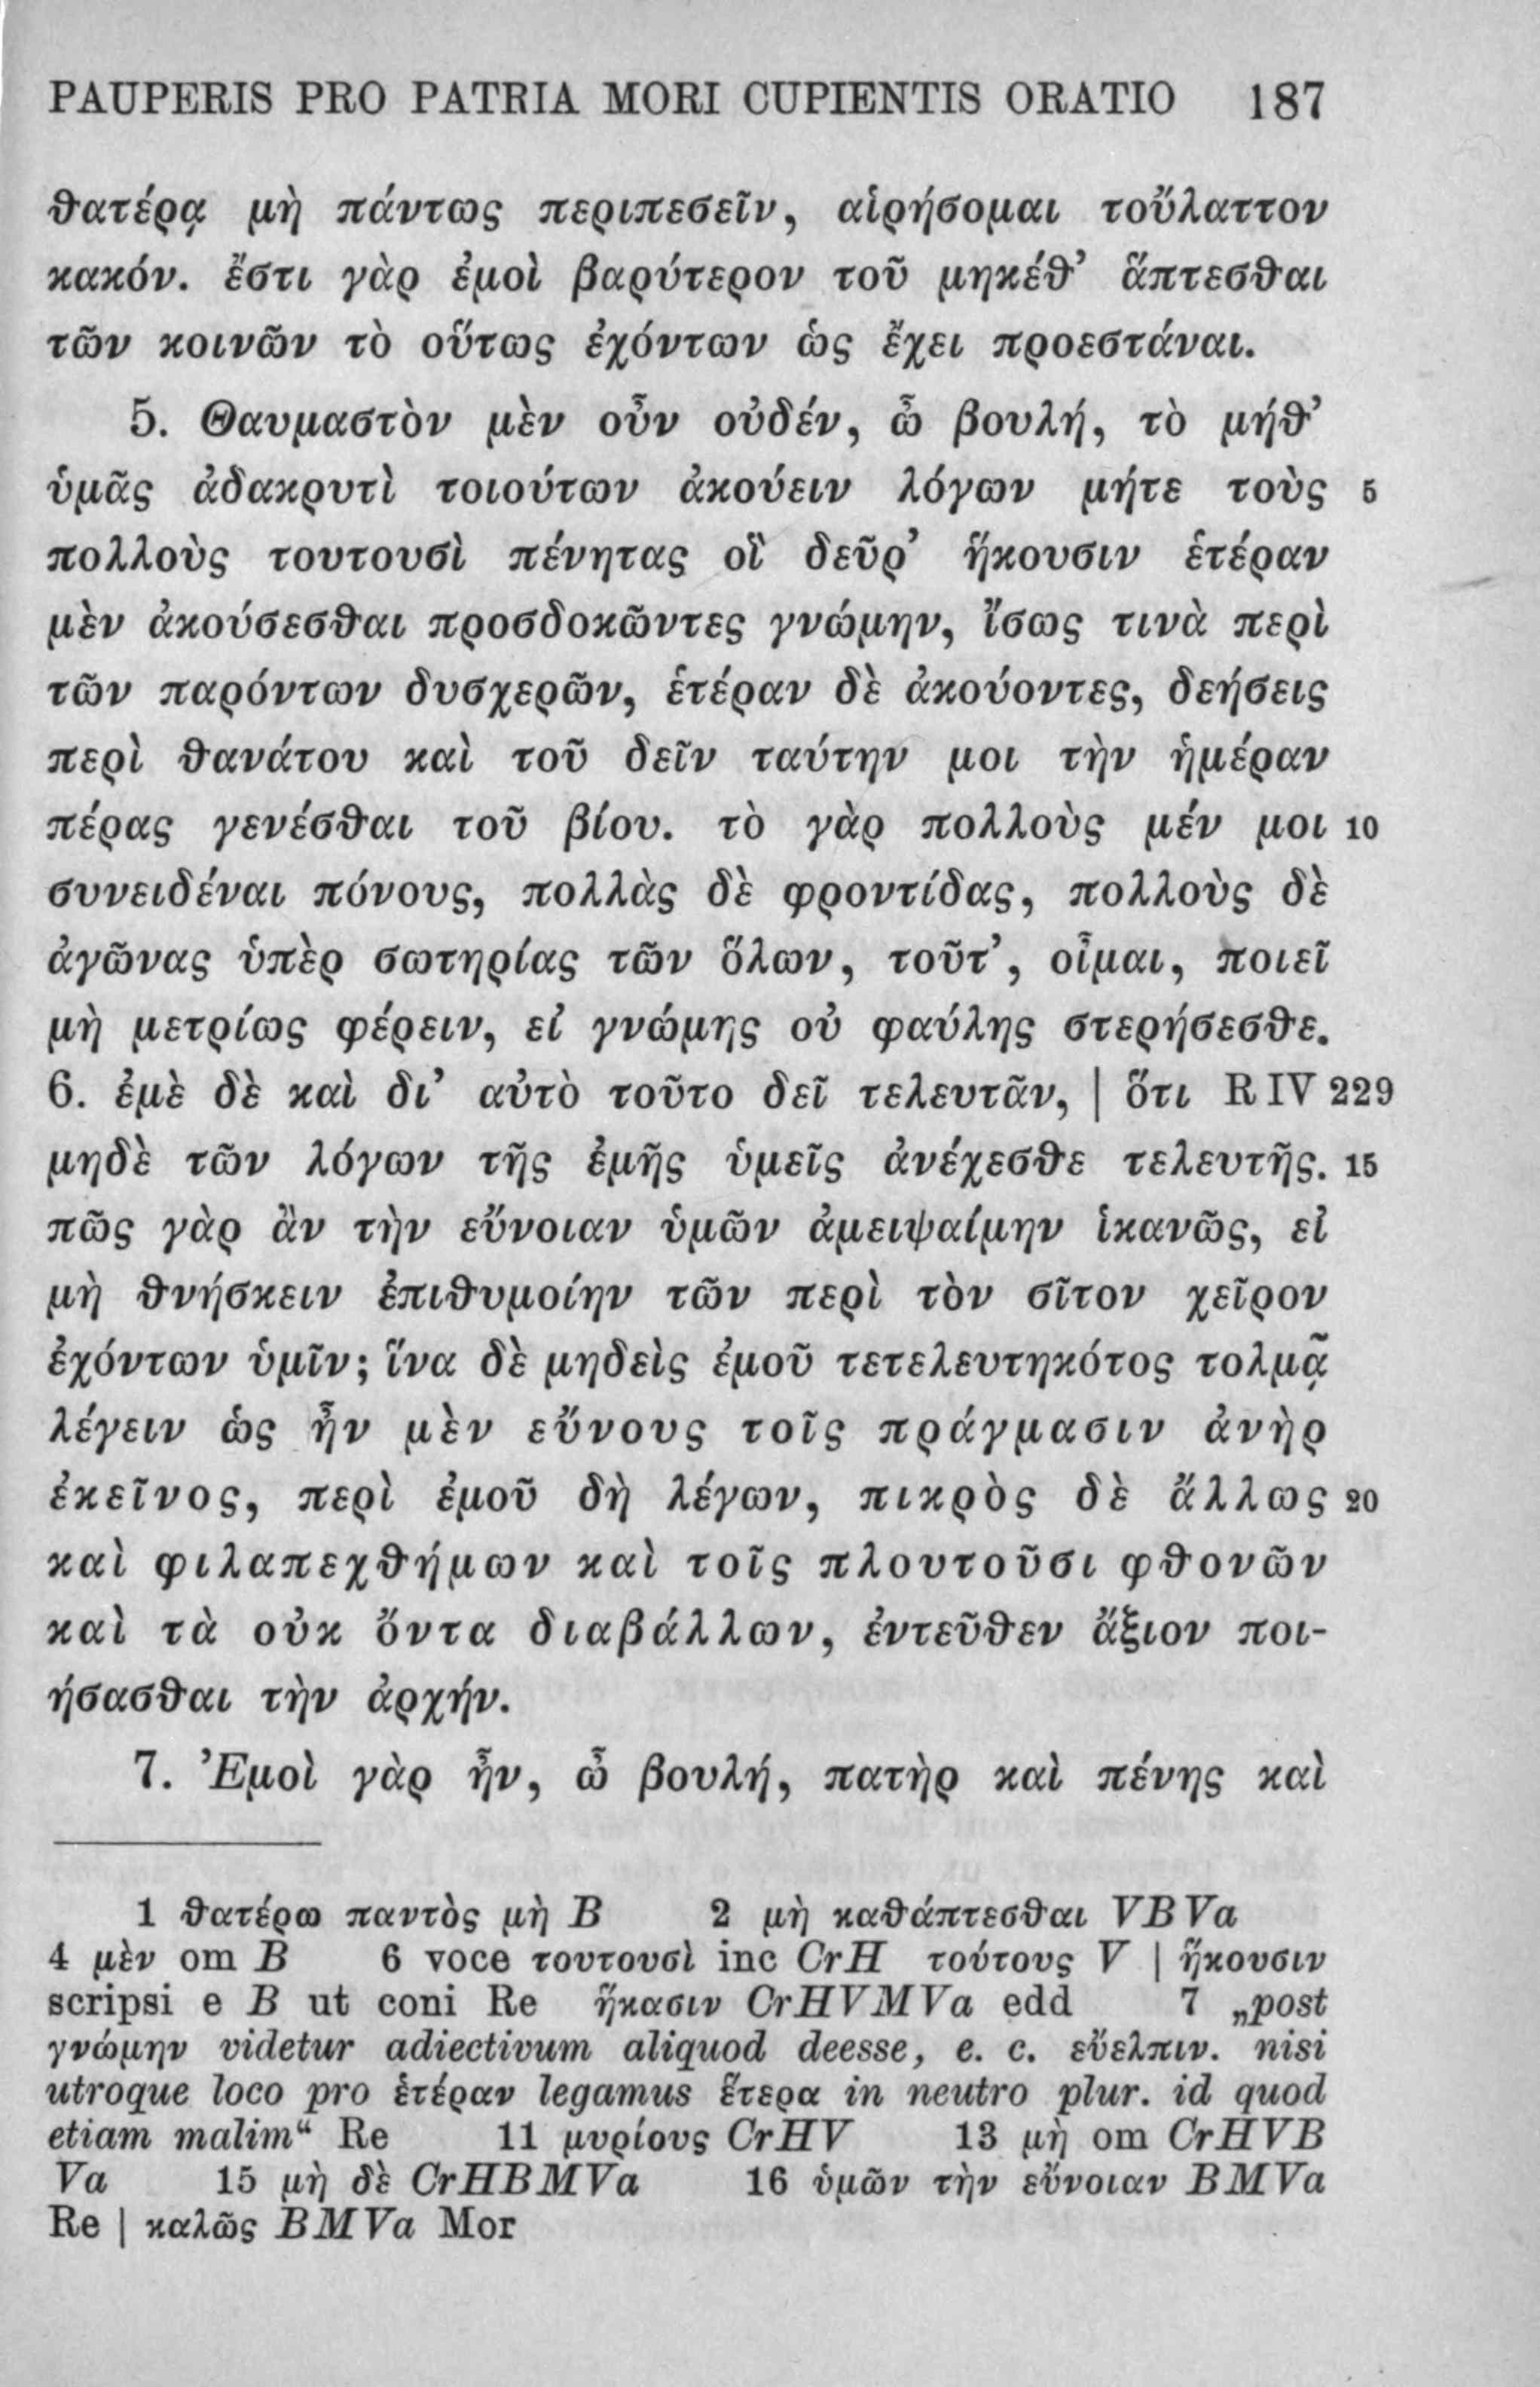 PAUPERIS PRO PATRIA MORI CUPIENTIS ORATIO 187
θατέρᾳ μὴ πάντως περιπεσεῖν, αἱρήσομαι τοὔλαττον
κακόν. ἔστι γὰρ ἐμοὶ βαρύτερον τοῦ μηκέθ’ ἅπτεσθαι
τῶν κοινῶν τὸ οὕτως ἐχόντων ὡς ἔχει προεστάναι.
5. Θαυμαστὸν μὲν οὖν οὐδέν, ὦ βουλή, τὸ μήθ’
ὑμᾶς ἀδακρυτὶ τοιούτων ἀκούειν λόγων μήτε τοὺς 5
πολλοὺς τουτουσὶ πένητας οἳ δεῦρ’ ἥκουσιν ἑτέραν
μὲν ἀκούσεσθαι προσδοκῶντες γνώμην, ἴσως τινὰ περὶ
τῶν παρόντων δυσχερῶν, ἑτέραν δὲ ἀκούοντες, δεήσεις
περὶ θανάτου καὶ τοῦ δεῖν ταύτην μοι τὴν ἡμέραν
πέρας γενέσθαι τοῦ βίου. τὸ γὰρ πολλοὺς μέν μοι 10
συνειδέναι πόνους, πολλὰς δὲ φροντίδας, πολλοὺς δὲ
ἀγῶνας ὑπὲρ σωτηρίας τῶν ὅλων, τοῦτ’, οἶμαι, ποιεῖ
μὴ μετρίως φέρειν, εἰ γνώμης οὐ φαύλης στερήσεσθε.
6. ἐμὲ δὲ καὶ δι’ αὐτὸ τοῦτο δεῖ τελευτᾶν, | ὅτι R IV 229
μηδὲ τῶν λόγων τῆς ἐμῆς ὑμεῖς ἀνέχεσθε τελευτῆς. 15
πῶς γὰρ ἂν τὴν εὔνοιαν ὑμῶν ἀμειψαίμην ἱκανῶς, εἰ
μὴ θνήσκειν ἐπιθυμοίην τῶν περὶ τὸν σῖτον χεῖρον
ἐχόντων ὑμῖν; ἵνα δὲ μηδεὶς ἐμοῦ τετελευτηκότος τολμᾷ
λέγειν ὡς ἦν μὲν εὔνους τοῖς πράγμασιν ἀνὴρ
ἐκεῖνος, περὶ ἐμοῦ δὴ λέγων, πικρὸς δὲ ἄλλως 20
καὶ φιλαπεχθήμων καὶ τοῖς πλουτοῦσι φθονῶν
καὶ τὰ οὐκ ὄντα διαβάλλων, ἐντεῦθεν ἄξιον ποι-
ήσασθαι τὴν ἀρχήν.
7. Ἐμοὶ γὰρ ἦν, ὦ βουλή, πατὴρ καὶ πένης καὶ
1 θατέρω παντὸς μὴ B 2 μὴ καθάπτεσθαι VBVa
4 μὲν om B 6 voce τουτουσὶ inc CrH τούτους V | ἥκουσιν
scripsi e B ut coni Re ἥκασιν CrHVMVa edd 7 „post
γνώμην videtur adiectivum aliquod deesse, e. c. εὔελπιν. nisi
utroque loco pro ἑτέραν legamus ἕτερα in neutro plur. id quod
etiam malim“ Re 11 μυρίους CrHV 13 μὴ om CrHVB
Va 15 μὴ δὲ CrHBMVa 16 ὑμῶν τὴν εὔνοιαν BMVa
Re | καλῶς BMVa Mor